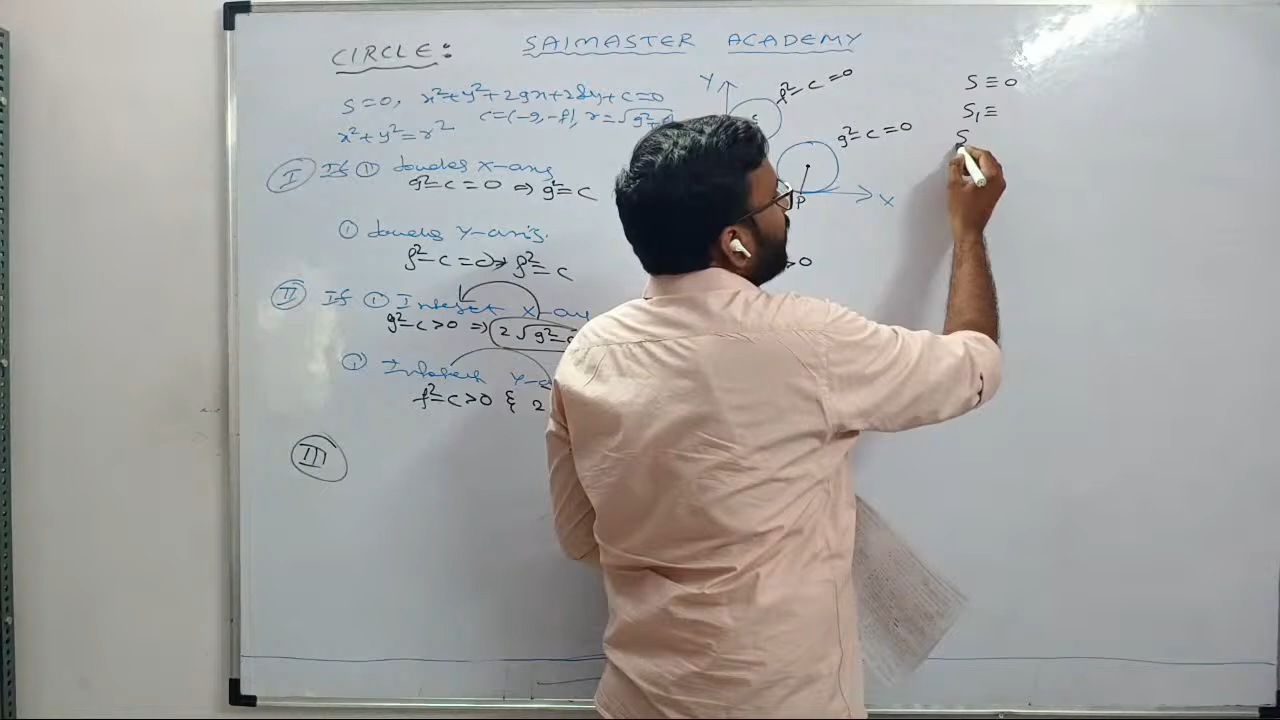 CIRCLE: SAIMASTER ACADEMY
S=0, x²+y²+2gx+2fy+c=0
c=(-g,-f), r=√g²+
x²+y²=r²
I If ① touches X-axis
g²-c=0 ⇒ g²=c
① touches Y-axis.
f²-c=0⇒ f²=c
II If ① Intersect X-ax
g²-c>0 ⇒ 2√g²-c
① Intersects Y-a
f²-c>0 & 2
III
Y
f²-c=0
c
g²-c=0
P
X
>0
S≡0
S₁≡
S